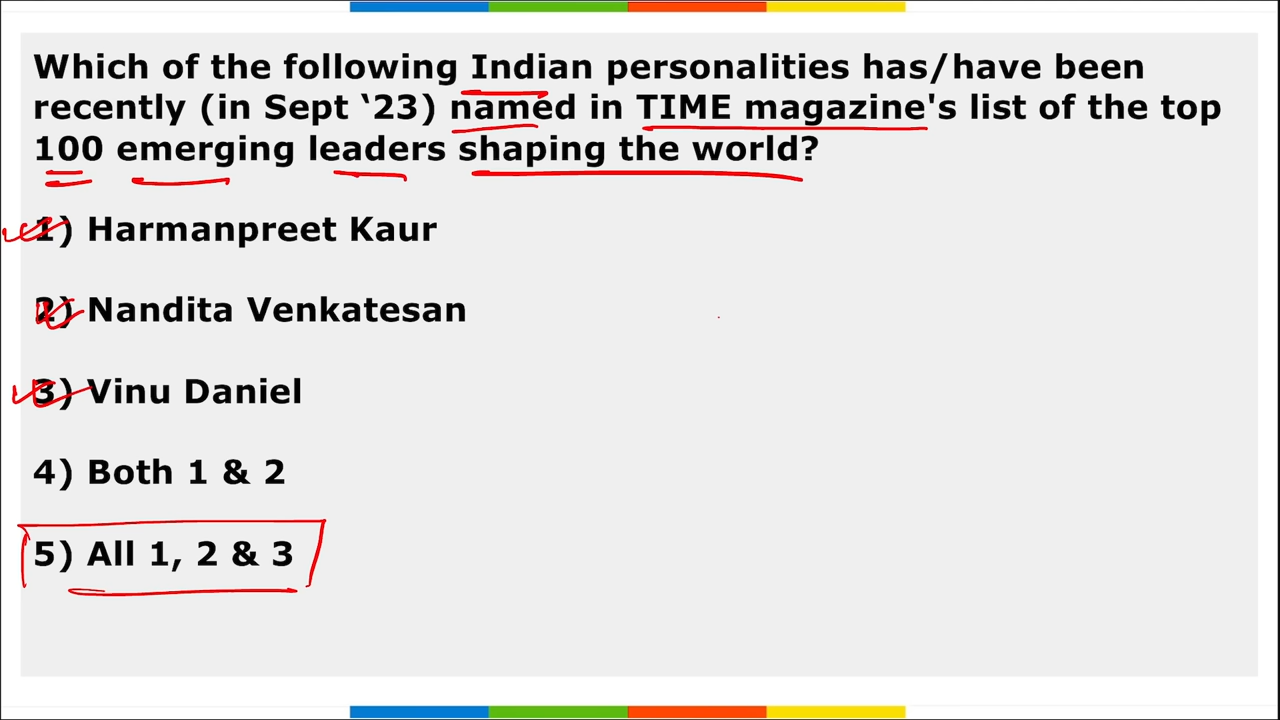 Which of the following Indian personalities has/have been
recently (in Sept ‘23) named in TIME magazine's list of the top
100 emerging leaders shaping the world?
1) Harmanpreet Kaur
2) Nandita Venkatesan
3) Vinu Daniel
4) Both 1 & 2
5) All 1, 2 & 3